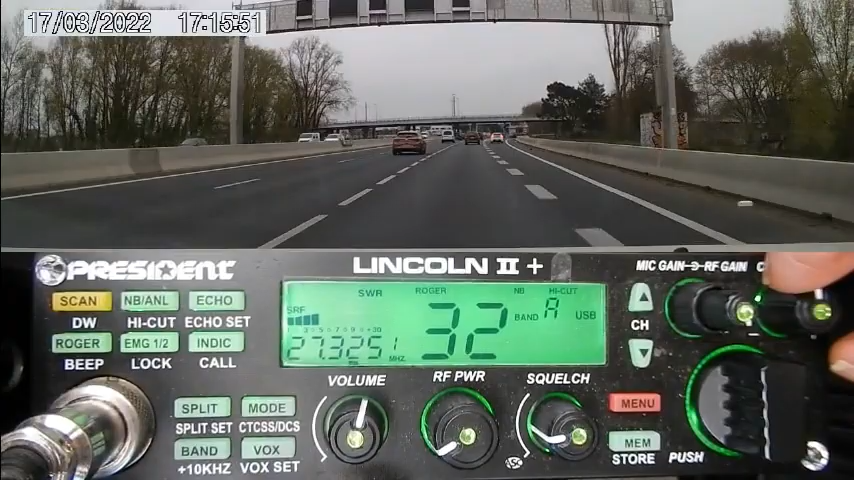 17/03/2022 17:15:51
PRESIDENT
LINCOLN II +
MIC GAIN RF GAIN
SCAN NB/ANL ECHO
DW HI-CUT ECHO SET
ROGER EMG 1/2 INDIC
BEEP LOCK CALL
SWR ROGER NB HI-CUT
SRF 32 BAND A USB
27.3251 MHZ
CH
VOLUME RF PWR SQUELCH
SPLIT MODE
SPLIT SET CTCSS/DCS
BAND VOX
+10KHZ VOX SET
MENU
MEM
STORE PUSH